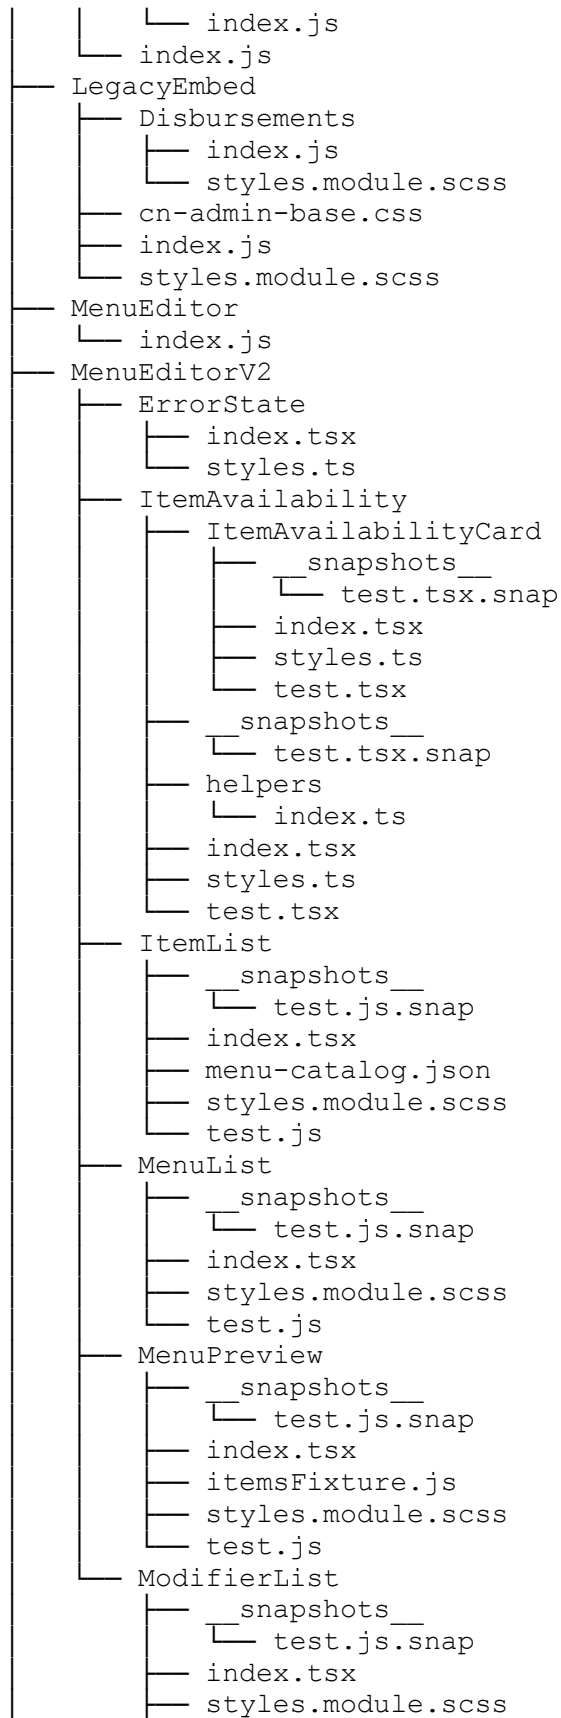 │   │   │   └── index.js
│   │   └── index.js
├── LegacyEmbed
│   ├── Disbursements
│   │   ├── index.js
│   │   └── styles.module.scss
│   ├── cn-admin-base.css
│   ├── index.js
│   └── styles.module.scss
├── MenuEditor
│   └── index.js
├── MenuEditorV2
│   ├── ErrorState
│   │   ├── index.tsx
│   │   └── styles.ts
│   ├── ItemAvailability
│   │   ├── ItemAvailabilityCard
│   │   │   ├── __snapshots__
│   │   │   │   └── test.tsx.snap
│   │   │   ├── index.tsx
│   │   │   ├── styles.ts
│   │   │   └── test.tsx
│   │   ├── __snapshots__
│   │   │   └── test.tsx.snap
│   │   ├── helpers
│   │   │   └── index.ts
│   │   ├── index.tsx
│   │   ├── styles.ts
│   │   └── test.tsx
│   ├── ItemList
│   │   ├── __snapshots__
│   │   │   └── test.js.snap
│   │   ├── index.tsx
│   │   ├── menu-catalog.json
│   │   ├── styles.module.scss
│   │   └── test.js
│   ├── MenuList
│   │   ├── __snapshots__
│   │   │   └── test.js.snap
│   │   ├── index.tsx
│   │   ├── styles.module.scss
│   │   └── test.js
│   ├── MenuPreview
│   │   ├── __snapshots__
│   │   │   └── test.js.snap
│   │   ├── index.tsx
│   │   ├── itemsFixture.js
│   │   ├── styles.module.scss
│   │   └── test.js
│   └── ModifierList
│       ├── __snapshots__
│       │   └── test.js.snap
│       ├── index.tsx
│       ├── styles.module.scss